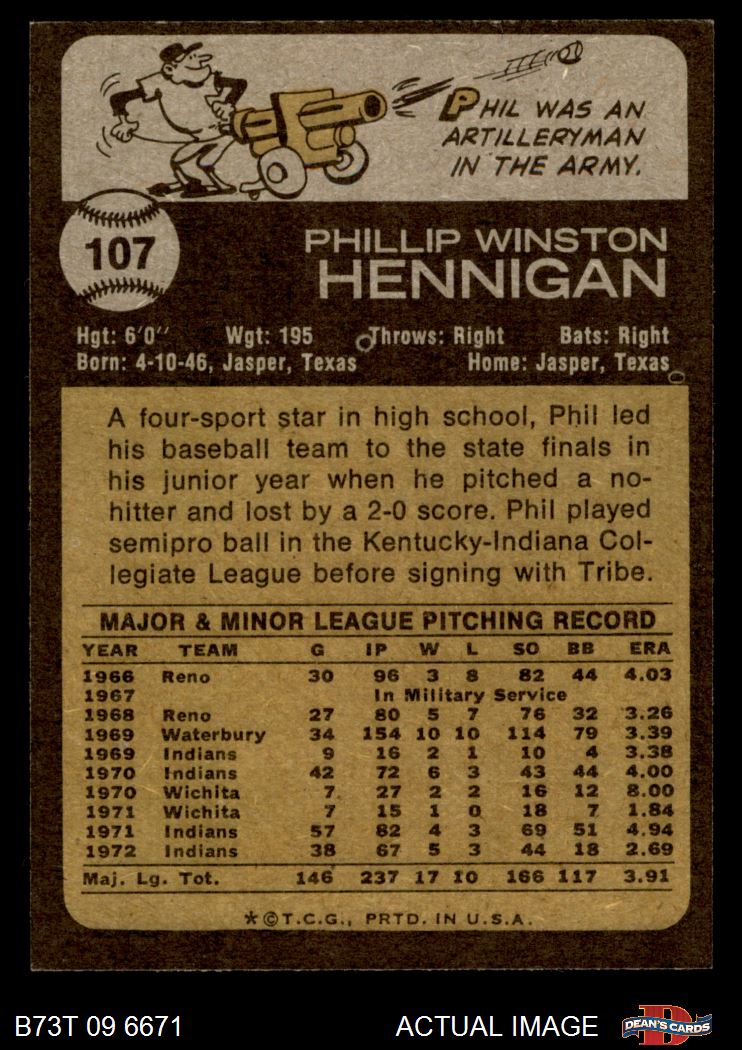 PHIL WAS AN
ARTILLERYMAN
IN THE ARMY.
107
PHILLIP WINSTON
HENNIGAN
Hgt: 6'0" Wgt: 195 Throws: Right Bats: Right
Born: 4-10-46, Jasper, Texas Home: Jasper, Texas
A four-sport star in high school, Phil led
his baseball team to the state finals in
his junior year when he pitched a no-
hitter and lost by a 2-0 score. Phil played
semipro ball in the Kentucky-Indiana Col-
legiate League before signing with Tribe.
MAJOR & MINOR LEAGUE PITCHING RECORD
YEAR TEAM G IP W L SO BB ERA
1966 Reno 30 96 3 8 82 44 4.03
1967 In Military Service
1968 Reno 27 80 5 7 76 32 3.26
1969 Waterbury 34 154 10 10 114 79 3.39
1969 Indians 9 16 2 1 10 4 3.38
1970 Indians 42 72 6 3 43 44 4.00
1970 Wichita 7 27 2 2 16 12 8.00
1971 Wichita 7 15 1 0 18 7 1.84
1971 Indians 57 82 4 3 69 51 4.94
1972 Indians 38 67 5 3 44 18 2.69
Maj. Lg. Tot. 146 237 17 10 166 117 3.91
*©T.C.G., PRTD. IN U.S.A.
B73T 09 6671 ACTUAL IMAGE D DEAN'S CARDS